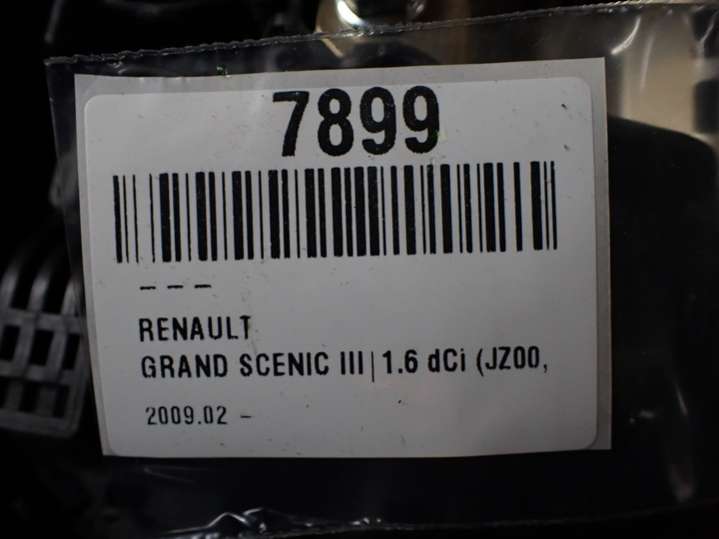 7899
– – –
RENAULT
GRAND SCENIC III|1.6 dCi (JZ00,
2009.02 –